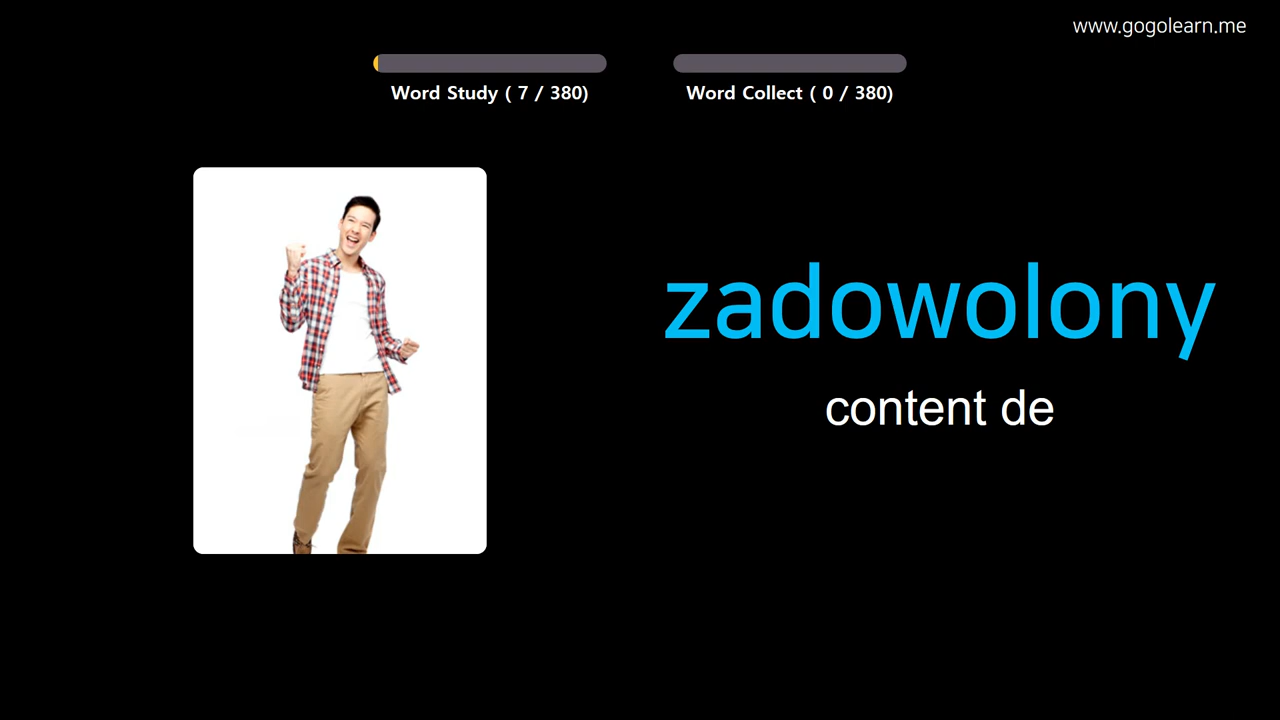 www.gogolearn.me
Word Study ( 7 / 380)
Word Collect ( 0 / 380)
zadowolony
content de